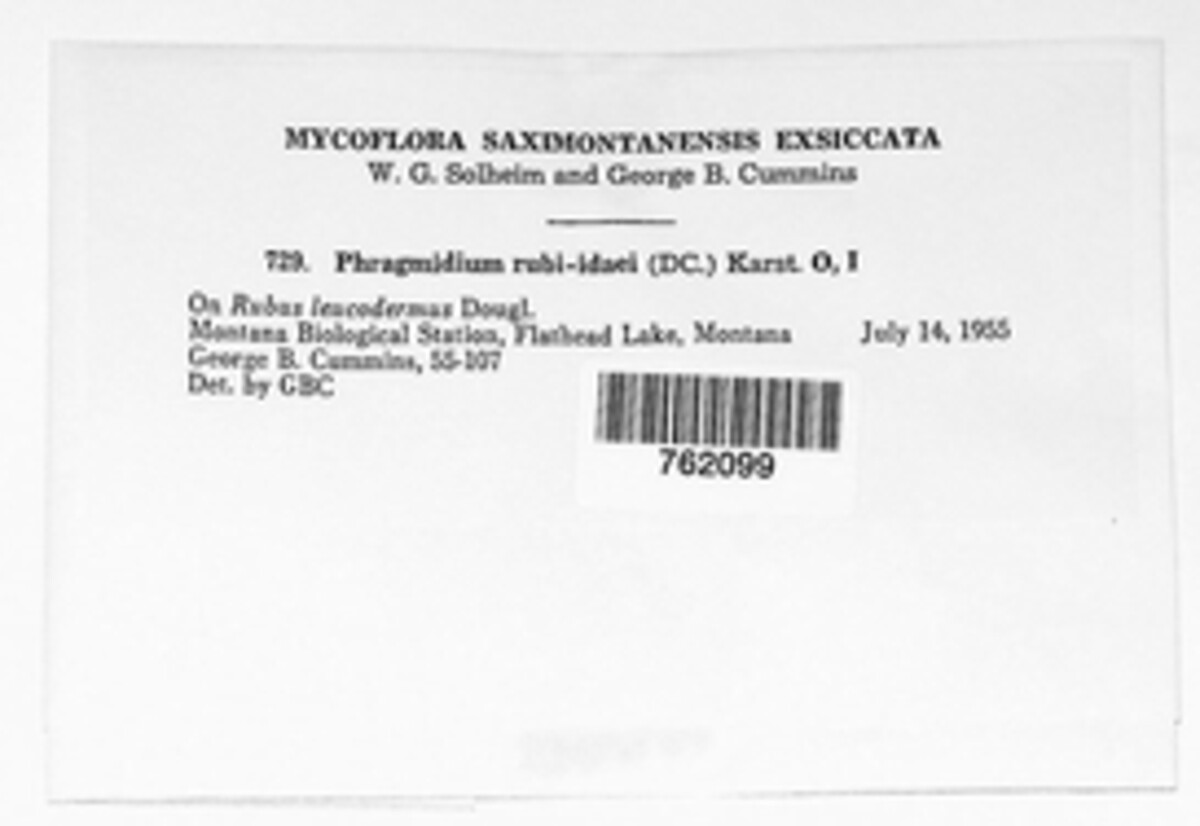 MYCOFLORA SAXIMONTANENSIS EXSICCATA
W. G. Solheim and George B. Cummins
729. Phragmidium rubi-idaei (DC.) Karst. O, I
On Rubus leucodermus Dougl.
Montana Biological Station, Flathead Lake, Montana July 14, 1955
George B. Cummins, 55-107
Det. by GBC
762099